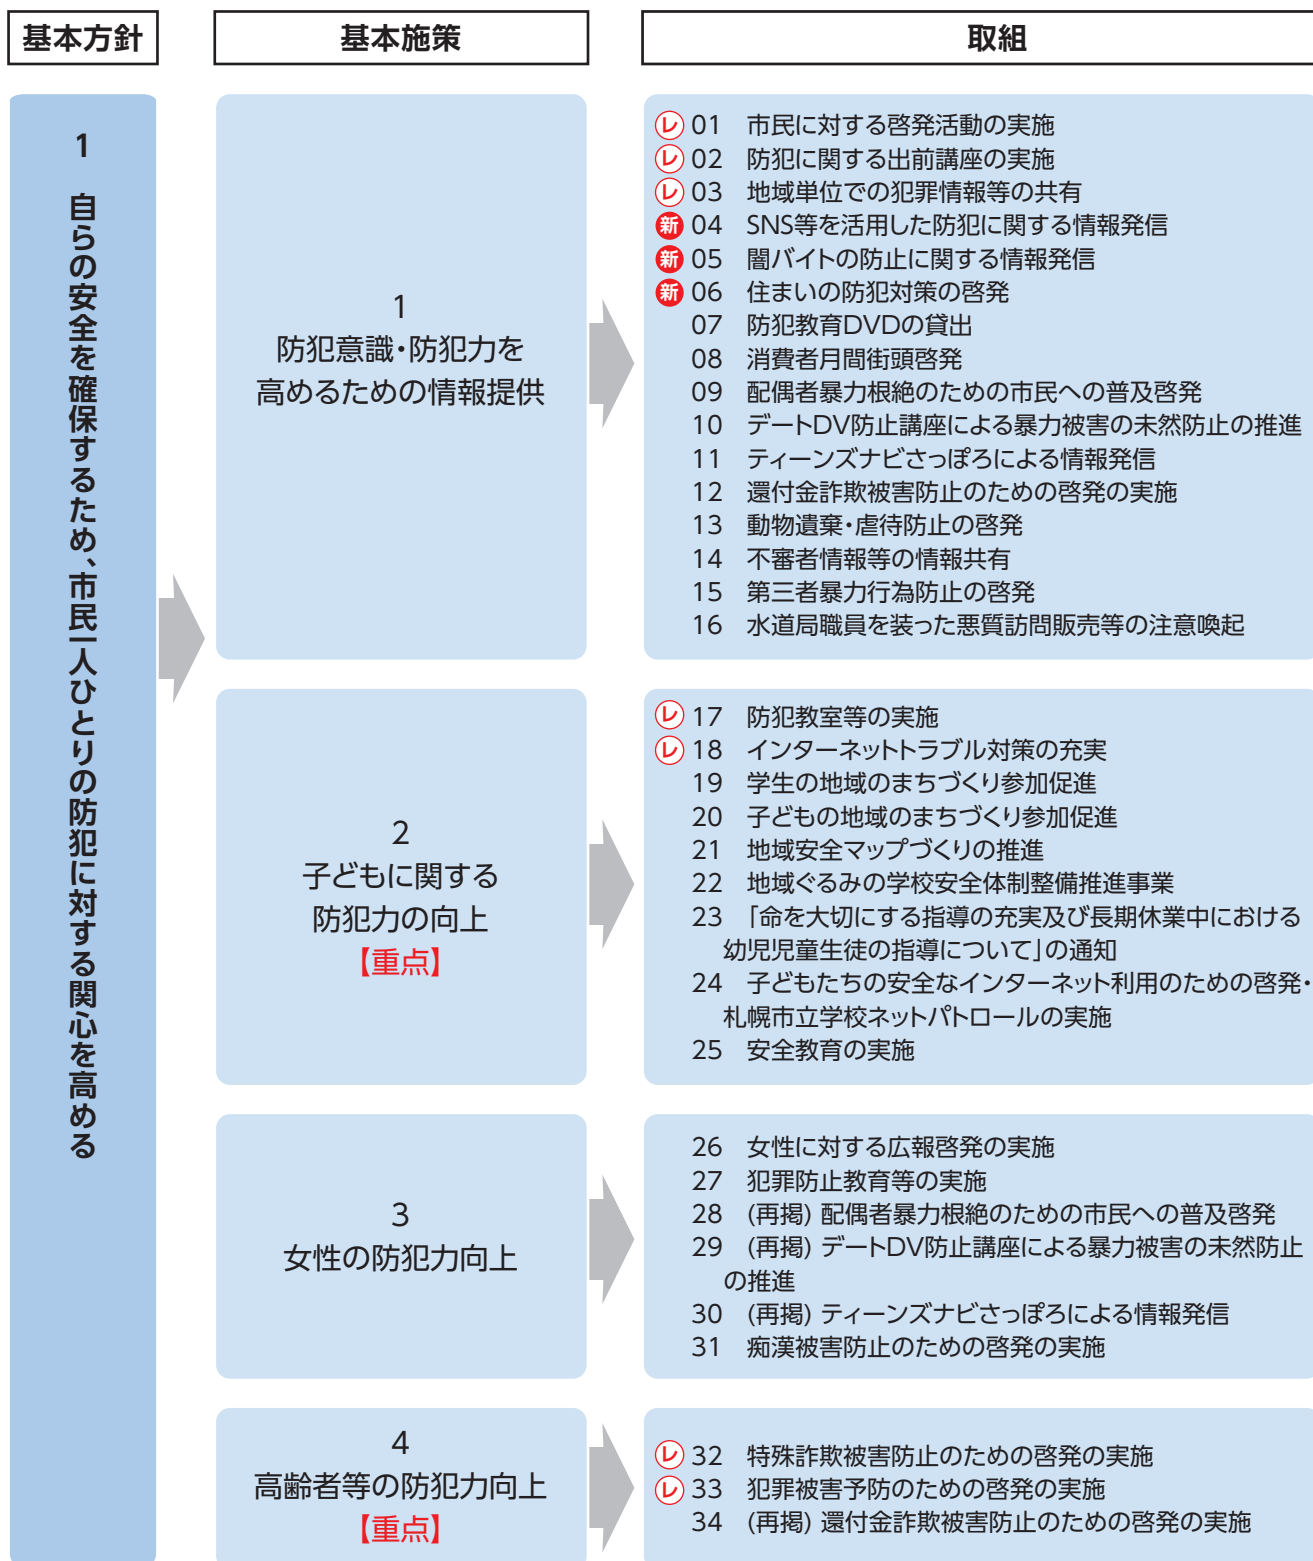 基本方針
基本施策
取組
1 自らの安全を確保するため、市民一人ひとりの防犯に対する関心を高める
1
防犯意識・防犯力を
高めるための情報提供
レ 01 市民に対する啓発活動の実施
レ 02 防犯に関する出前講座の実施
レ 03 地域単位での犯罪情報等の共有
新 04 SNS等を活用した防犯に関する情報発信
新 05 闇バイトの防止に関する情報発信
新 06 住まいの防犯対策の啓発
07 防犯教育DVDの貸出
08 消費者月間街頭啓発
09 配偶者暴力根絶のための市民への普及啓発
10 デートDV防止講座による暴力被害の未然防止の推進
11 ティーンズナビさっぽろによる情報発信
12 還付金詐欺被害防止のための啓発の実施
13 動物遺棄・虐待防止の啓発
14 不審者情報等の情報共有
15 第三者暴力行為防止の啓発
16 水道局職員を装った悪質訪問販売等の注意喚起
2
子どもに関する
防犯力の向上
【重点】
レ 17 防犯教室等の実施
レ 18 インターネットトラブル対策の充実
19 学生の地域のまちづくり参加促進
20 子どもの地域のまちづくり参加促進
21 地域安全マップづくりの推進
22 地域ぐるみの学校安全体制整備推進事業
23 「命を大切にする指導の充実及び長期休業中における
幼児児童生徒の指導について」の通知
24 子どもたちの安全なインターネット利用のための啓発・
札幌市立学校ネットパトロールの実施
25 安全教育の実施
3
女性の防犯力向上
26 女性に対する広報啓発の実施
27 犯罪防止教育等の実施
28 (再掲) 配偶者暴力根絶のための市民への普及啓発
29 (再掲) デートDV防止講座による暴力被害の未然防止
の推進
30 (再掲) ティーンズナビさっぽろによる情報発信
31 痴漢被害防止のための啓発の実施
4
高齢者等の防犯力向上
【重点】
レ 32 特殊詐欺被害防止のための啓発の実施
レ 33 犯罪被害予防のための啓発の実施
34 (再掲) 還付金詐欺被害防止のための啓発の実施